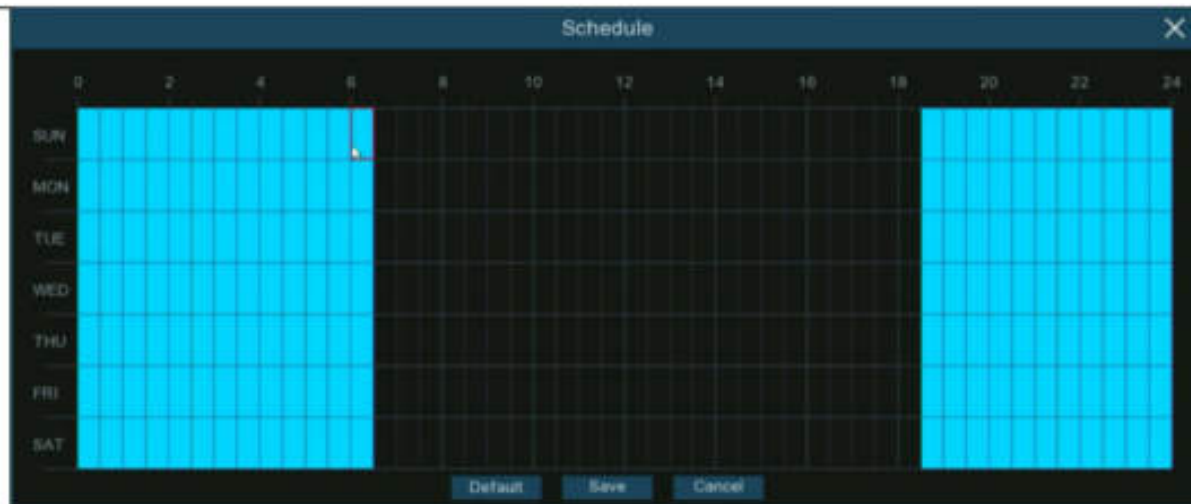 Schedule
0 2 4 6 8 10 12 14 16 18 20 22 24
SUN
MON
TUE
WED
THU
FRI
SAT
Default Save Cancel